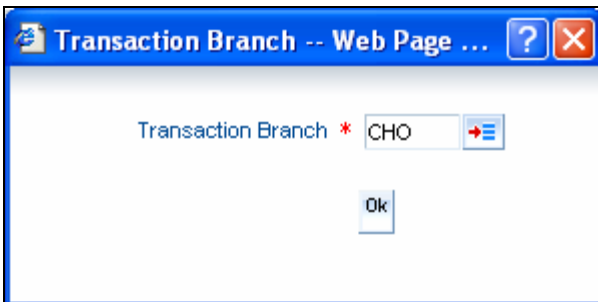 Transaction Branch -- Web Page ...
Transaction Branch * CHO
Ok